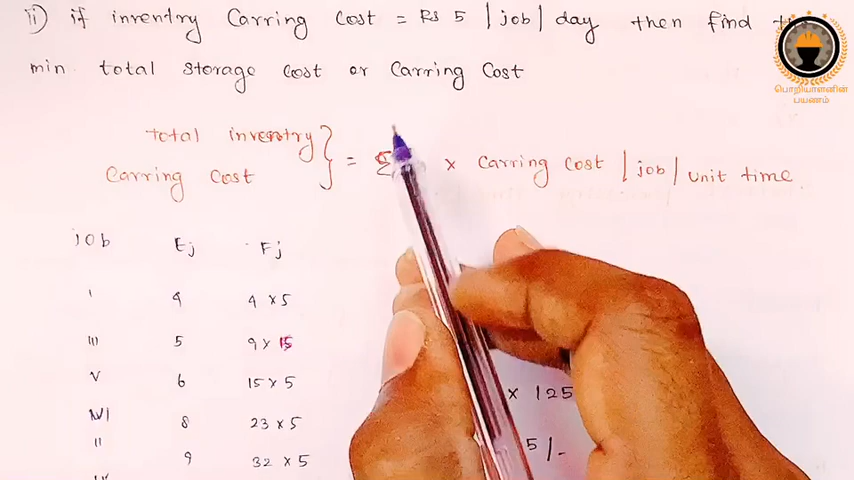 ii) if inventry Carring Cost = Rs 5 / job / day then find
min total storage cost or Carring Cost
total inventry
Carring Cost } = Σ × Carring Cost / job / unit time
பொறியாளனின்
பயணம்
job Ej Fj
I 4 4 × 5
III 5 9 × 15
V 6 15 × 5
VI 8 23 × 5
II 9 32 × 5
× 125
5/-